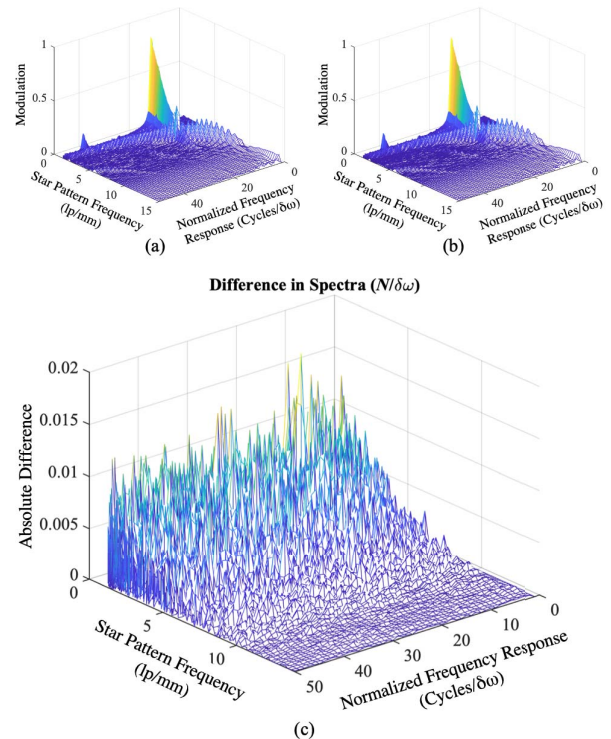 1
0.5
0
Modulation
0
5
10
15
Star Pattern Frequency
(lp/mm)
40
20
0
Normalized Frequency
Response (Cycles/δω)
(a)
1
0.5
0
Modulation
0
5
10
15
Star Pattern Frequency
(lp/mm)
40
20
0
Normalized Frequency
Response (Cycles/δω)
(b)
Difference in Spectra (N/δω)
0.02
0.015
0.01
0.005
0
Absolute Difference
0
5
10
Star Pattern Frequency
(lp/mm)
50
40
30
20
10
0
Normalized Frequency Response
(Cycles/δω)
(c)